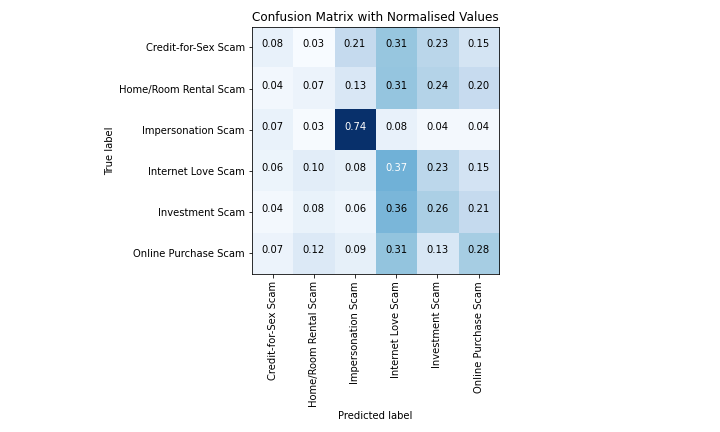 Confusion Matrix with Normalised Values
Credit-for-Sex Scam 0.08 0.03 0.21 0.31 0.23 0.15
Home/Room Rental Scam 0.04 0.07 0.13 0.31 0.24 0.20
Impersonation Scam 0.07 0.03 0.74 0.08 0.04 0.04
Internet Love Scam 0.06 0.10 0.08 0.37 0.23 0.15
Investment Scam 0.04 0.08 0.06 0.36 0.26 0.21
Online Purchase Scam 0.07 0.12 0.09 0.31 0.13 0.28
True label
Credit-for-Sex Scam
Home/Room Rental Scam
Impersonation Scam
Internet Love Scam
Investment Scam
Online Purchase Scam
Predicted label